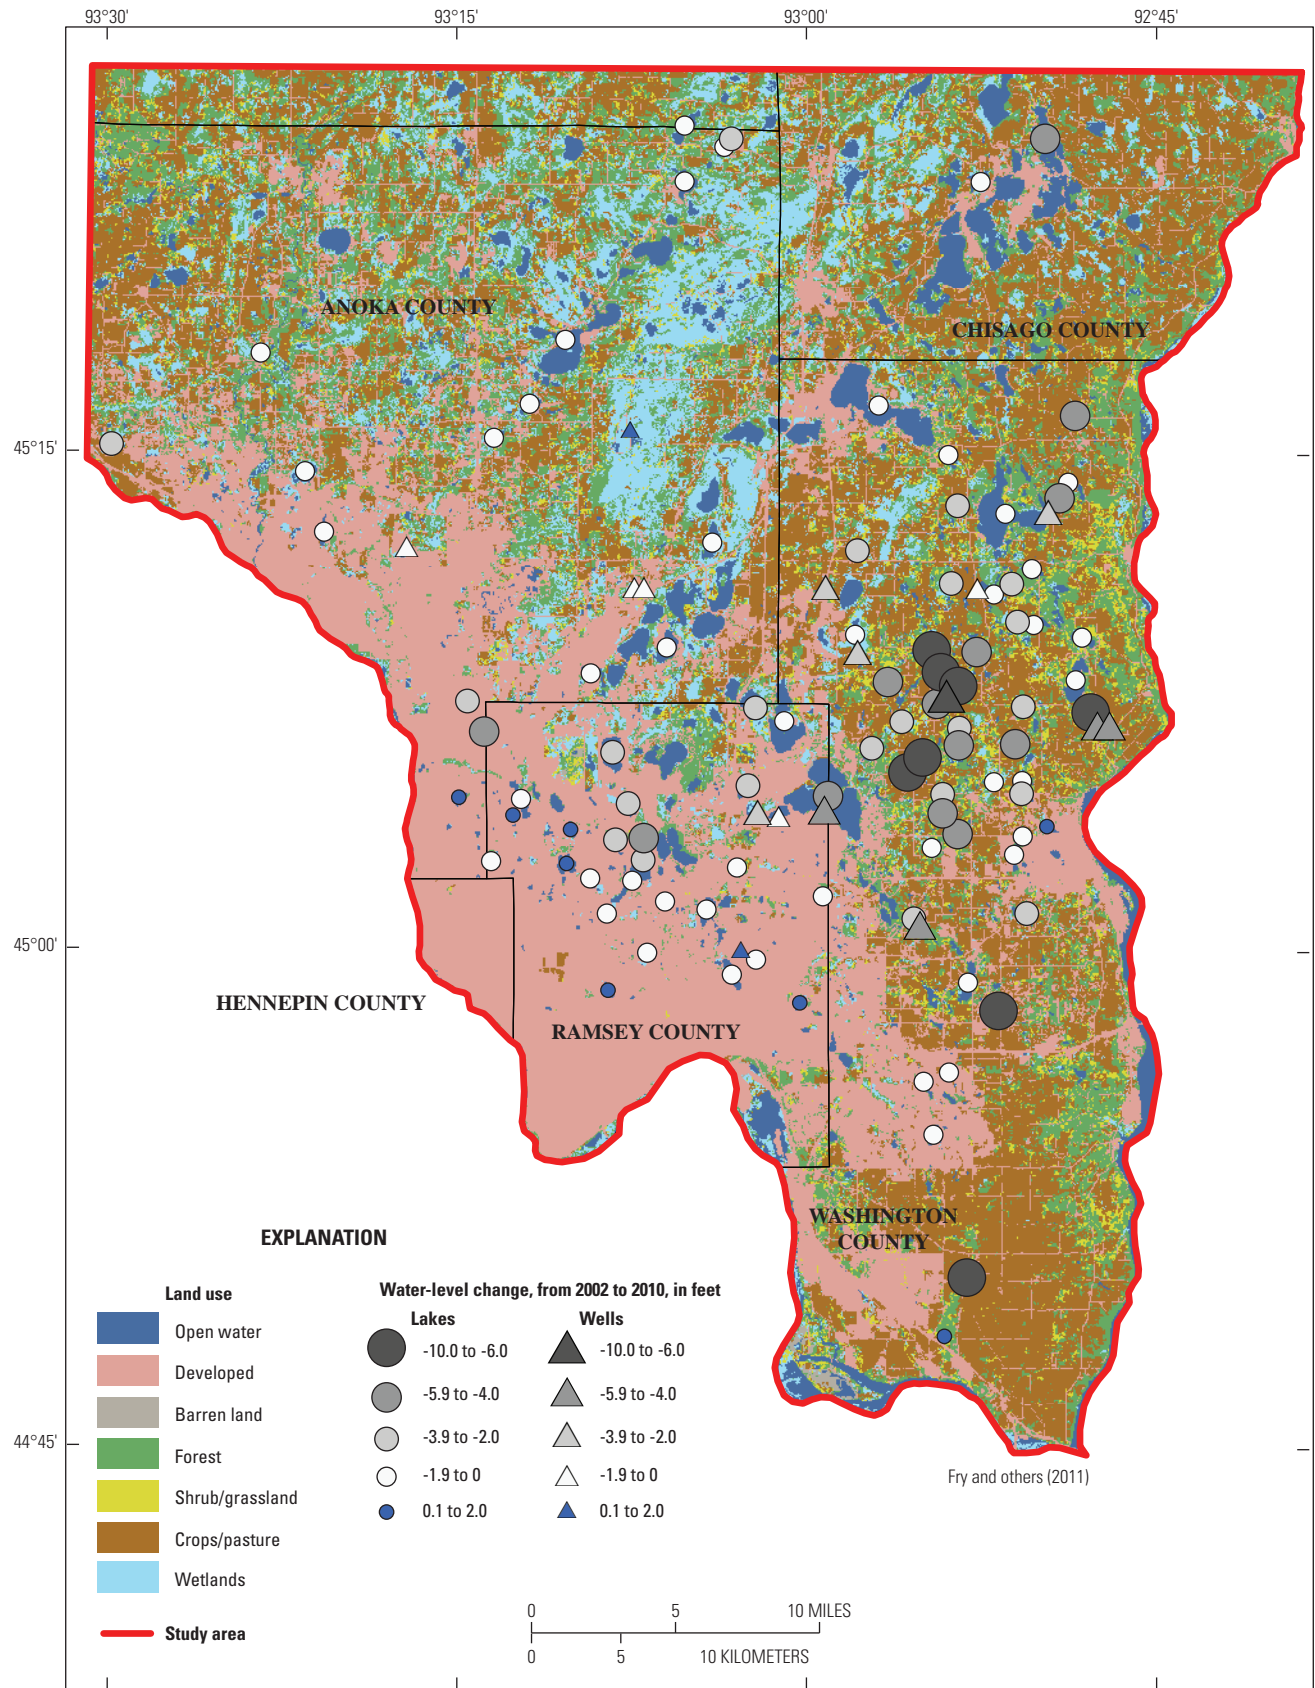 93°30' 93°15' 93°00' 92°45'
ANOKA COUNTY
CHISAGO COUNTY
45°15'
45°00'
HENNEPIN COUNTY
RAMSEY COUNTY
WASHINGTON
COUNTY
EXPLANATION
Land use
Open water
Developed
Barren land
Forest
Shrub/grassland
Crops/pasture
Wetlands
Study area
Water-level change, from 2002 to 2010, in feet
Lakes Wells
-10.0 to -6.0 -10.0 to -6.0
-5.9 to -4.0 -5.9 to -4.0
-3.9 to -2.0 -3.9 to -2.0
-1.9 to 0 -1.9 to 0
0.1 to 2.0 0.1 to 2.0
44°45'
Fry and others (2011)
0 5 10 MILES
0 5 10 KILOMETERS